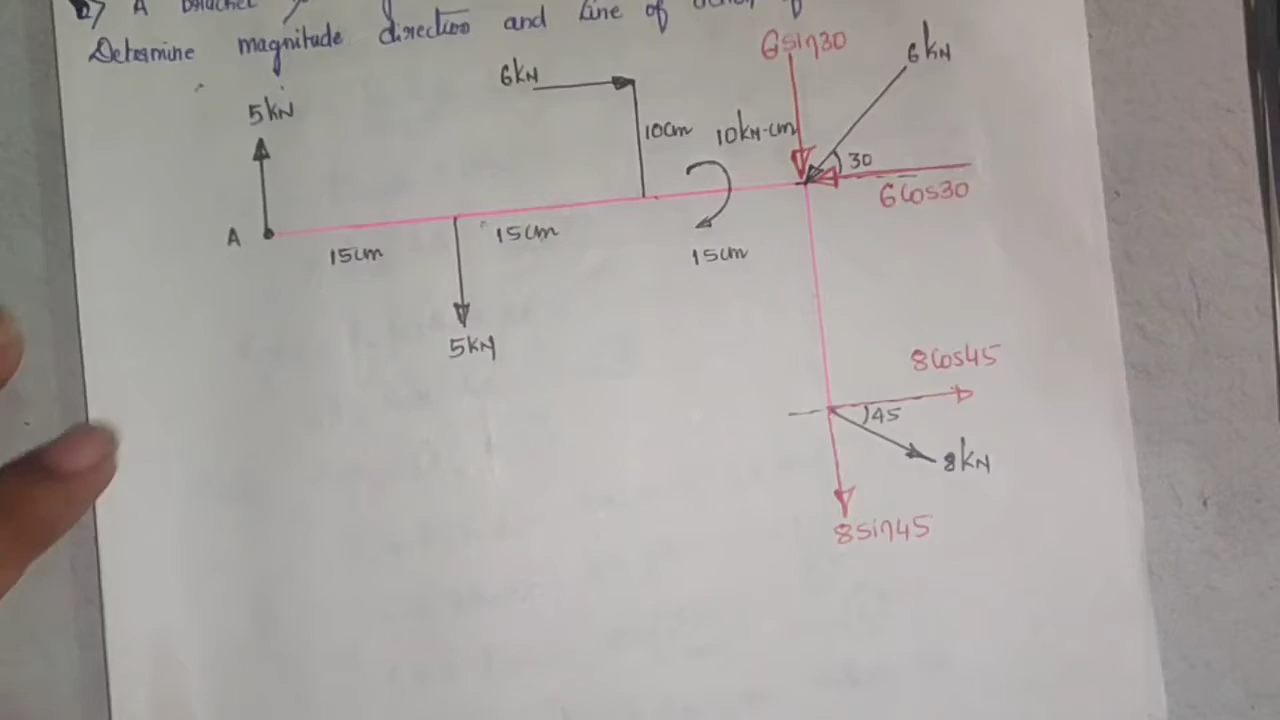 A
Determine magnitude direction and Line of
6sin30
6kN
6kN
5kN
10cm
10kN-cm
30
6cos30
A
15cm
15cm
15cm
5kN
8cos45
45
8kN
8sin45